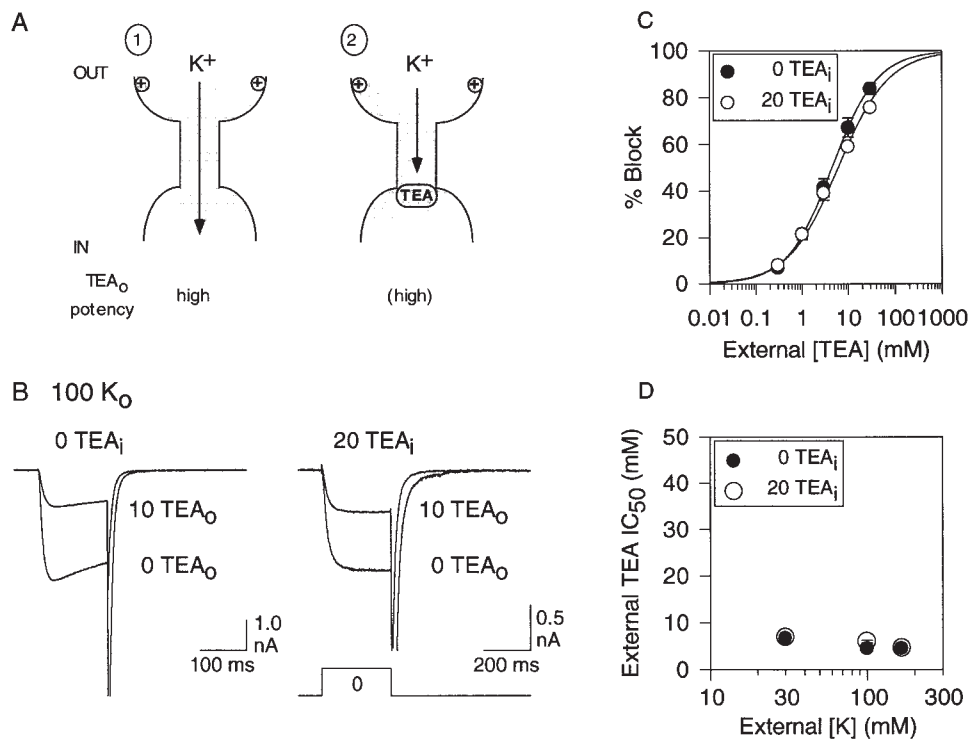 A
1
2
OUT
K+
K+
TEA
IN
TEAo
potency
high
(high)
B
100 Ko
0 TEAi
20 TEAi
10 TEAo
10 TEAo
0 TEAo
0 TEAo
1.0
nA
100 ms
0.5
nA
200 ms
0
C
100
80
60
40
20
0
% Block
0 TEAi
20 TEAi
0.01 0.1 1 10 100 1000
External [TEA] (mM)
D
50
40
30
20
10
0
External TEA IC50 (mM)
0 TEAi
20 TEAi
10 30 100 300
External [K] (mM)